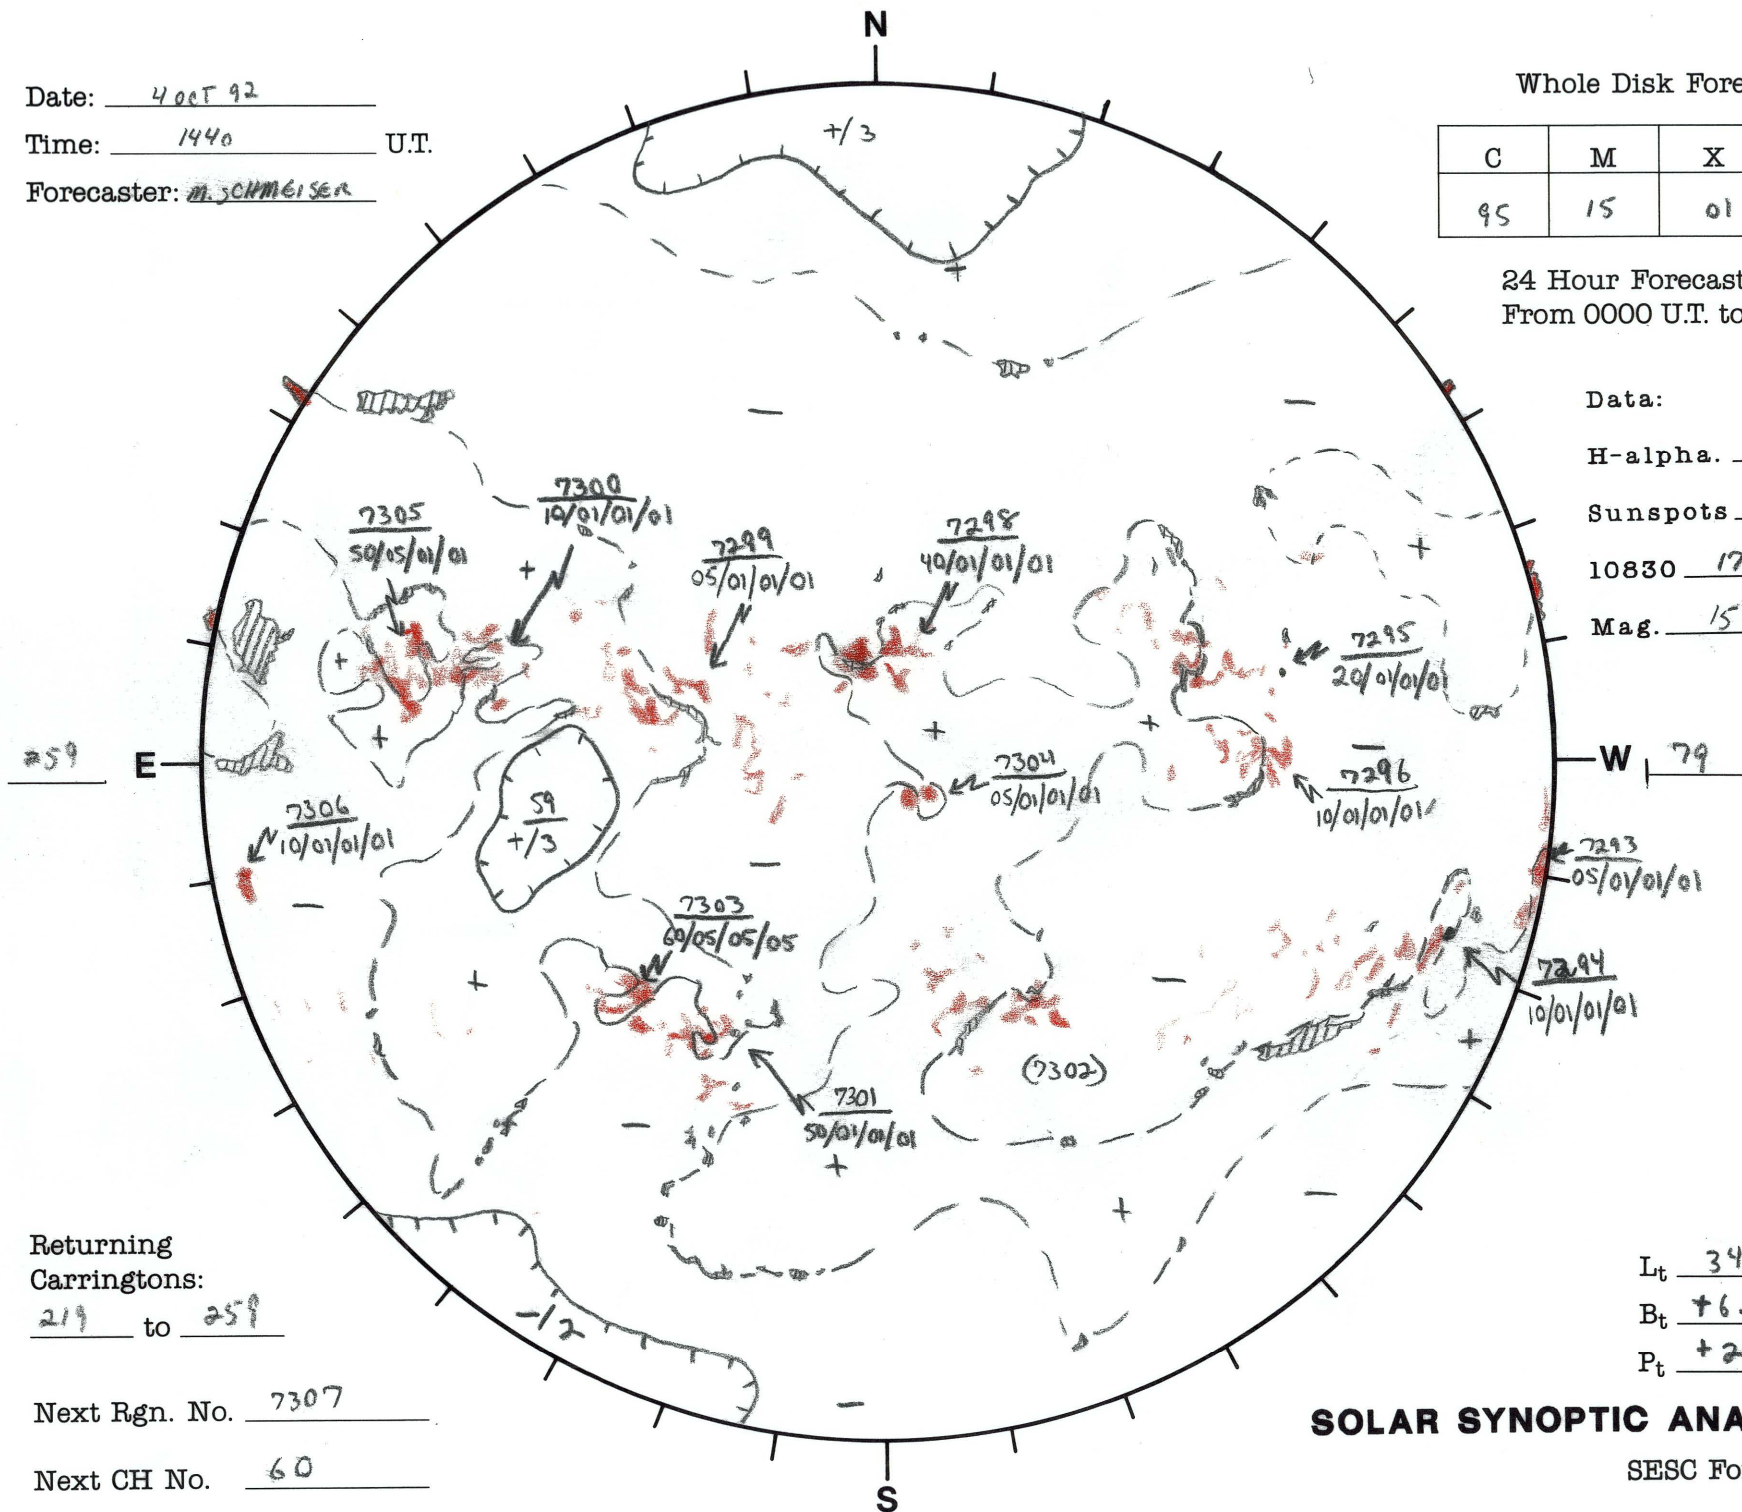 N
Date: 4 OCT 92
Time: 1440 U.T.
Forecaster: M. SCHMEISER
Whole Disk Fore
C M X
95 15 01
24 Hour Forecast
From 0000 U.T. to
Data:
H-alpha.
Sunspots
10830 17
Mag. 15
+/3
+
−
−
7305
50/05/01/01
7300
10/01/01/01
7299
05/01/01/01
7298
40/01/01/01
7295
20/01/01/01
+
+
+
+
+
+
259
E
W
79
−
7296
10/01/01/01
7304
05/01/01/01
59
+/3
7306
10/01/01/01
7293
05/01/01/01
−
−
7303
60/05/05/05
7294
10/01/01/01
+
−
+
(7302)
7301
50/01/01/01
−
+
+
−
-/2
−
Returning
Carringtons:
219 to 259
Next Rgn. No. 7307
Next CH No. 60
Lt 34
Bt +6.
Pt +2
SOLAR SYNOPTIC ANA
SESC Fo
S